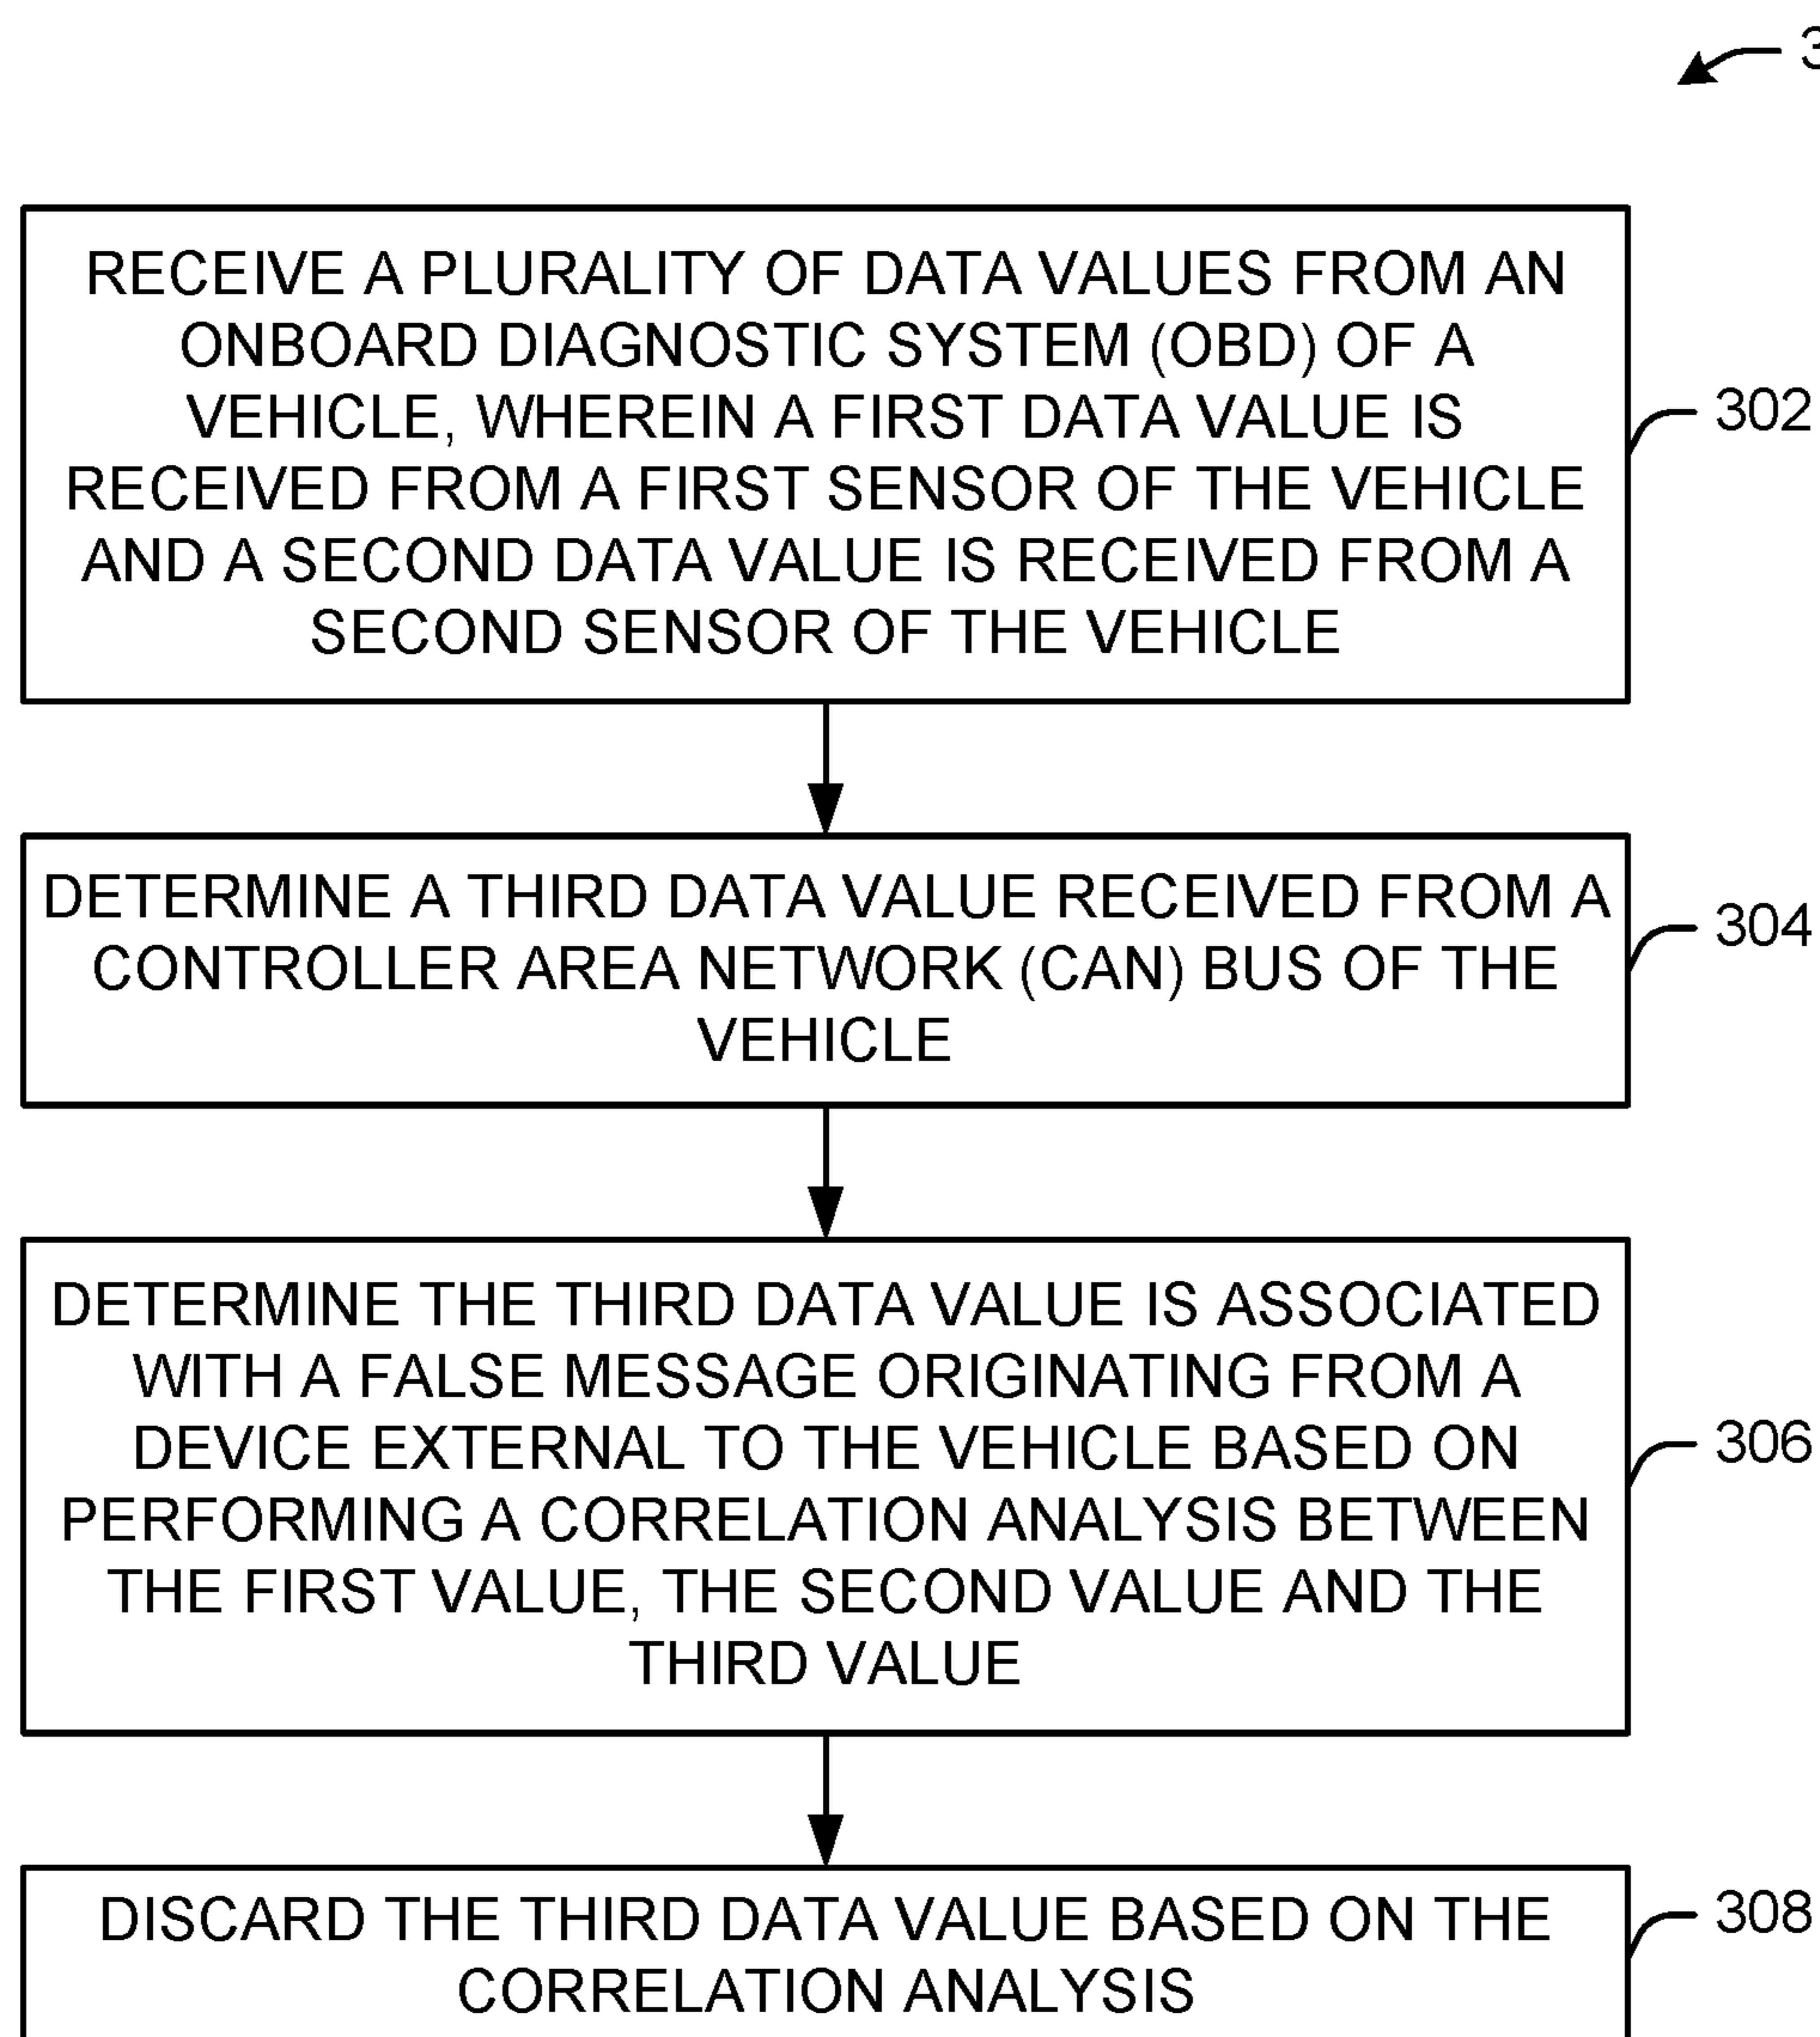 RECEIVE A PLURALITY OF DATA VALUES FROM AN
ONBOARD DIAGNOSTIC SYSTEM (OBD) OF A
VEHICLE, WHEREIN A FIRST DATA VALUE IS
RECEIVED FROM A FIRST SENSOR OF THE VEHICLE
AND A SECOND DATA VALUE IS RECEIVED FROM A
SECOND SENSOR OF THE VEHICLE
302
DETERMINE A THIRD DATA VALUE RECEIVED FROM A
CONTROLLER AREA NETWORK (CAN) BUS OF THE
VEHICLE
304
DETERMINE THE THIRD DATA VALUE IS ASSOCIATED
WITH A FALSE MESSAGE ORIGINATING FROM A
DEVICE EXTERNAL TO THE VEHICLE BASED ON
PERFORMING A CORRELATION ANALYSIS BETWEEN
THE FIRST VALUE, THE SECOND VALUE AND THE
THIRD VALUE
306
DISCARD THE THIRD DATA VALUE BASED ON THE
CORRELATION ANALYSIS
308